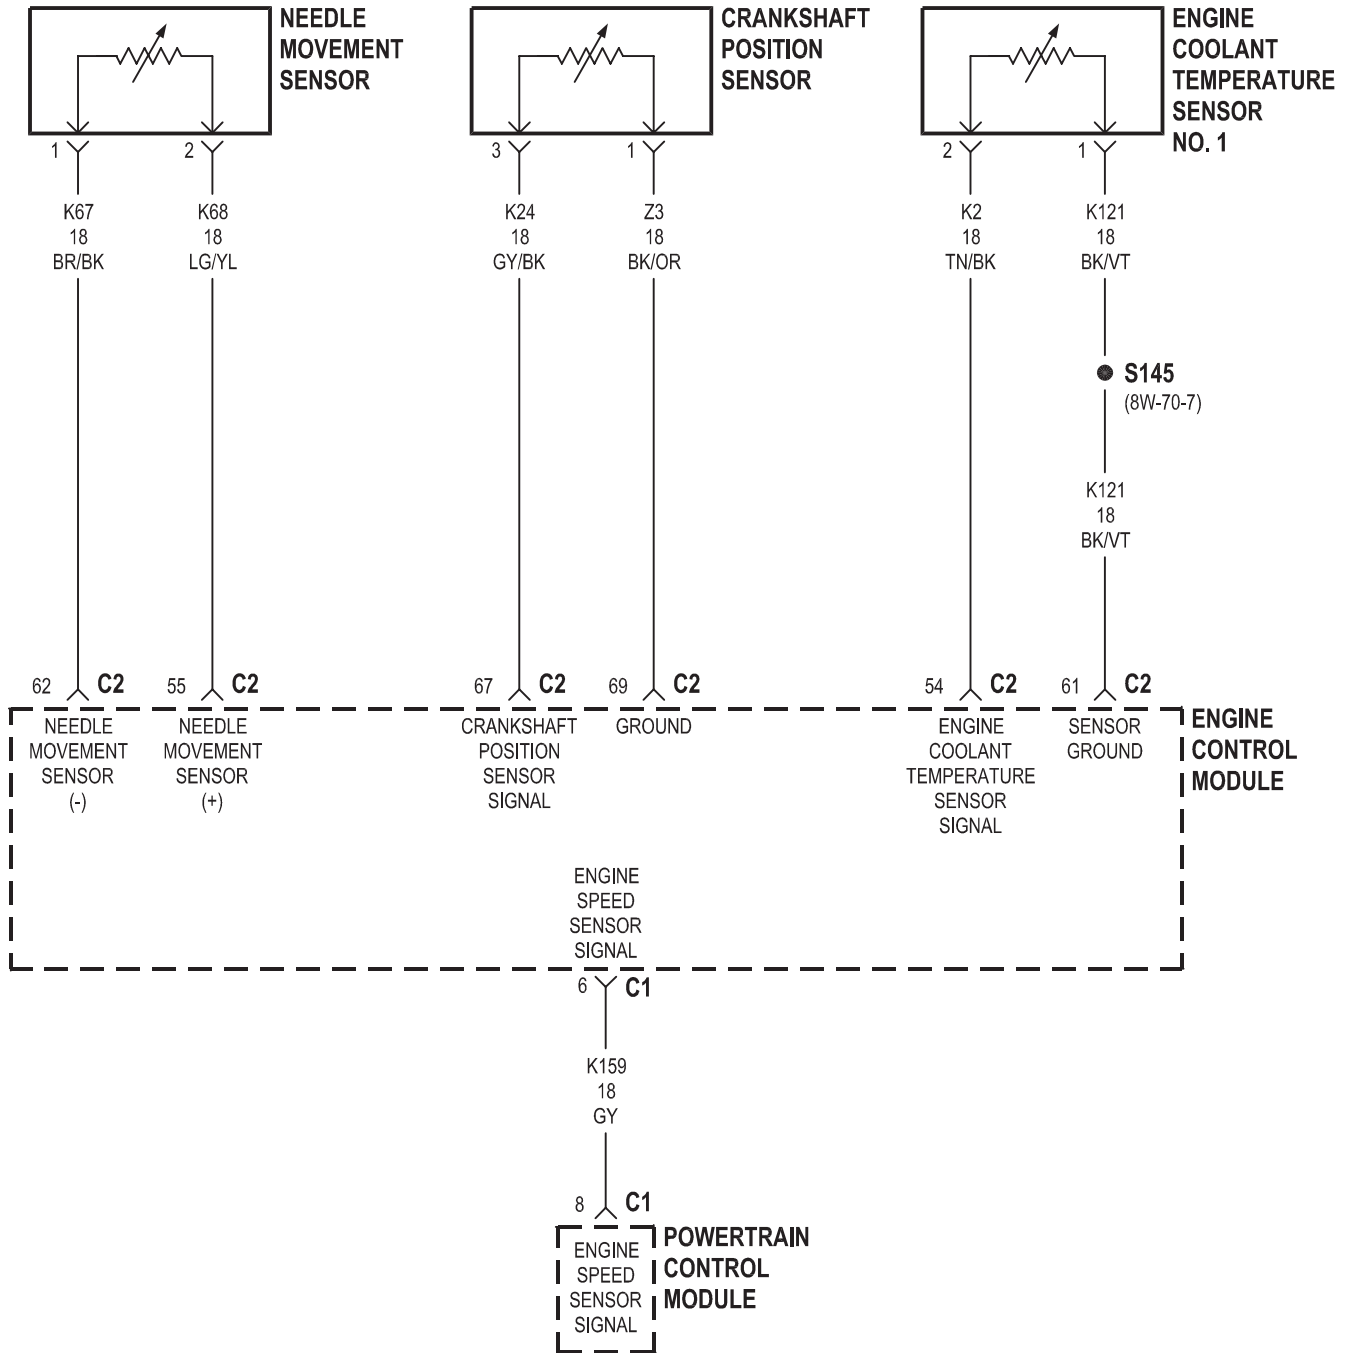 NEEDLE
MOVEMENT
SENSOR
CRANKSHAFT
POSITION
SENSOR
ENGINE
COOLANT
TEMPERATURE
SENSOR
NO. 1
1
2
3
1
2
1
K67
18
BR/BK
K68
18
LG/YL
K24
18
GY/BK
Z3
18
BK/OR
K2
18
TN/BK
K121
18
BK/VT
S145
(8W-70-7)
K121
18
BK/VT
62 C2
55 C2
67 C2
69 C2
54 C2
61 C2
NEEDLE
MOVEMENT
SENSOR
(-)
NEEDLE
MOVEMENT
SENSOR
(+)
CRANKSHAFT
POSITION
SENSOR
SIGNAL
GROUND
ENGINE
COOLANT
TEMPERATURE
SENSOR
SIGNAL
SENSOR
GROUND
ENGINE
CONTROL
MODULE
ENGINE
SPEED
SENSOR
SIGNAL
6 C1
K159
18
GY
8 C1
ENGINE
SPEED
SENSOR
SIGNAL
POWERTRAIN
CONTROL
MODULE